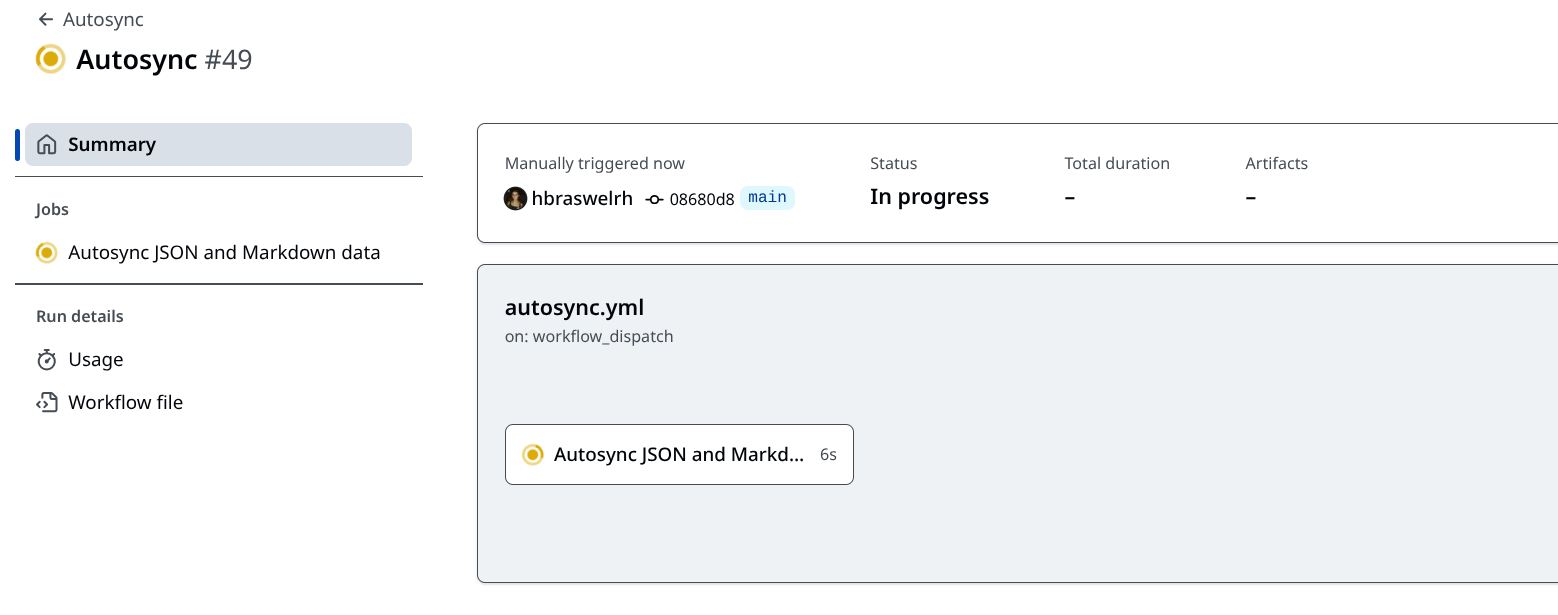 Autosync
Autosync #49
Summary
Jobs
Autosync JSON and Markdown data
Run details
Usage
Workflow file
Manually triggered now
hbraswelrh 08680d8 main
Status
In progress
Total duration
–
Artifacts
–
autosync.yml
on: workflow_dispatch
Autosync JSON and Markd... 6s